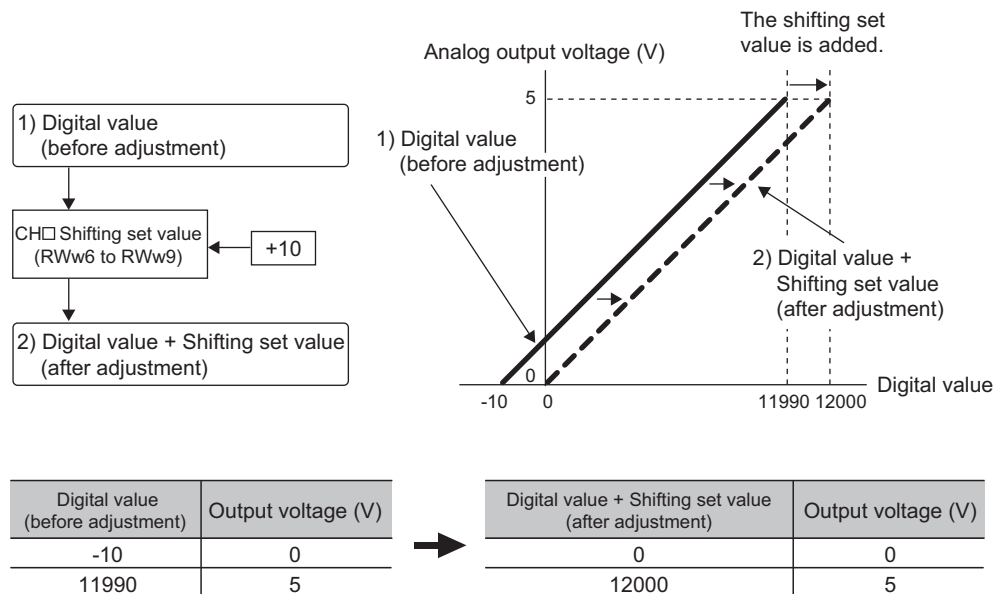 1) Digital value
(before adjustment)
CH□ Shifting set value
(RWw6 to RWw9)
+10
2) Digital value + Shifting set value
(after adjustment)
The shifting set
value is added.
Analog output voltage (V)
5
1) Digital value
(before adjustment)
2) Digital value +
Shifting set value
(after adjustment)
0
Digital value
-10
0
11990
12000
Digital value
(before adjustment)
Output voltage (V)
-10
0
11990
5
Digital value + Shifting set value
(after adjustment)
Output voltage (V)
0
0
12000
5